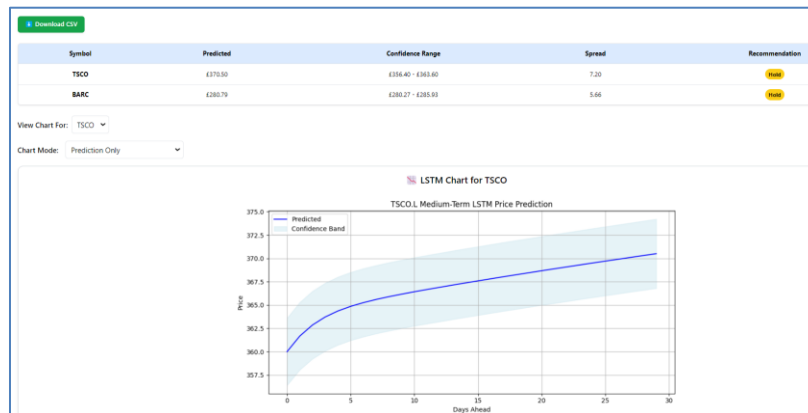 Download CSV
Symbol Predicted Confidence Range Spread Recommendation
TSCO £370.50 £356.40 - £363.60 7.20 Hold
BARC £280.79 £280.27 - £285.93 5.66 Hold
View Chart For: TSCO
Chart Mode: Prediction Only
LSTM Chart for TSCO
TSCO.L Medium-Term LSTM Price Prediction
Predicted
Confidence Band
Price
375.0
372.5
370.0
367.5
365.0
362.5
360.0
357.5
0 5 10 15 20 25 30
Days Ahead